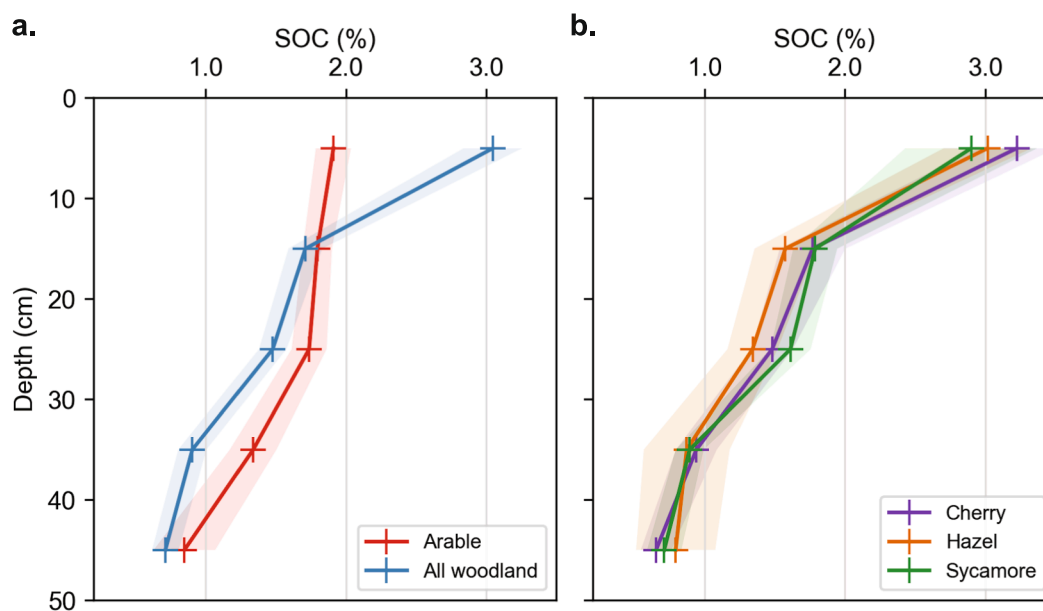 a.
SOC (%)
1.0 2.0 3.0
0
10
20
30
40
50
Depth (cm)
Arable
All woodland
b.
SOC (%)
1.0 2.0 3.0
Cherry
Hazel
Sycamore